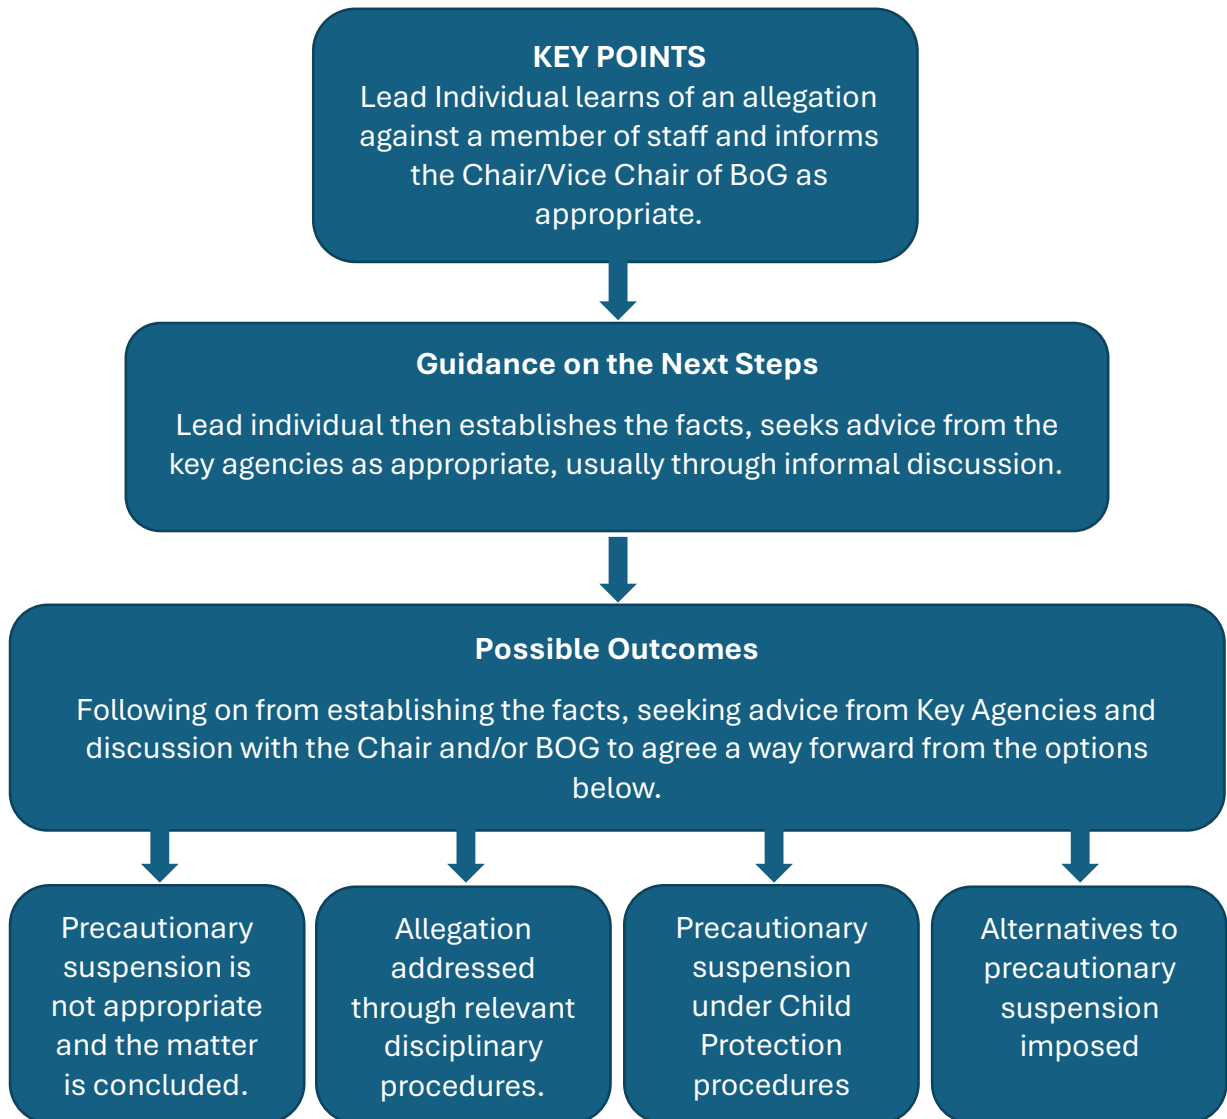 KEY POINTS
Lead Individual learns of an allegation
against a member of staff and informs
the Chair/Vice Chair of BoG as
appropriate.
Guidance on the Next Steps
Lead individual then establishes the facts, seeks advice from the
key agencies as appropriate, usually through informal discussion.
Possible Outcomes
Following on from establishing the facts, seeking advice from Key Agencies and
discussion with the Chair and/or BOG to agree a way forward from the options
below.
Precautionary
suspension is
not appropriate
and the matter
is concluded.
Allegation
addressed
through relevant
disciplinary
procedures.
Precautionary
suspension
under Child
Protection
procedures
Alternatives to
precautionary
suspension
imposed